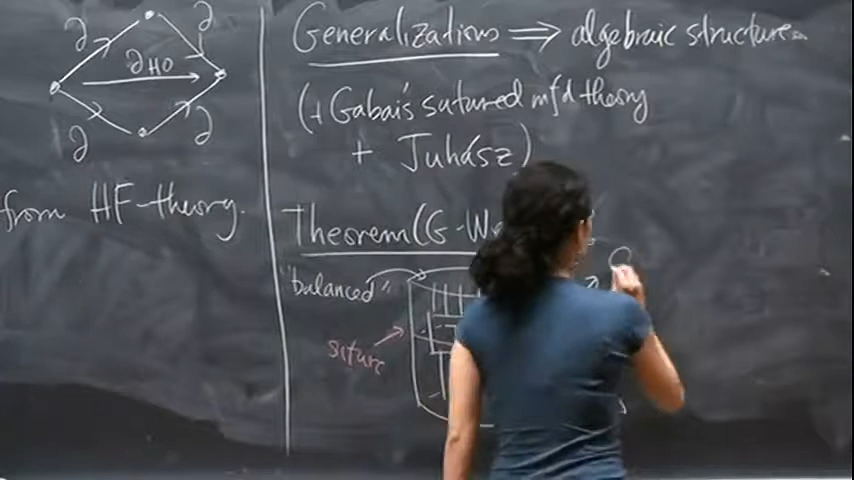 ∂ ∂
∂HO
∂ ∂
from HF-theory.
Generalizations ⟹ algebraic structure
(+ Gabai's sutured mfd theory
+ Juhász)
Theorem (G-We
"balanced"
suture